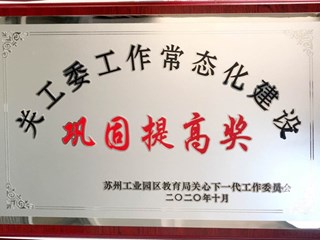 关工委工作常态化建设
巩固提高奖
苏州工业园区教育局关心下一代工作委员会
二〇二〇年十月